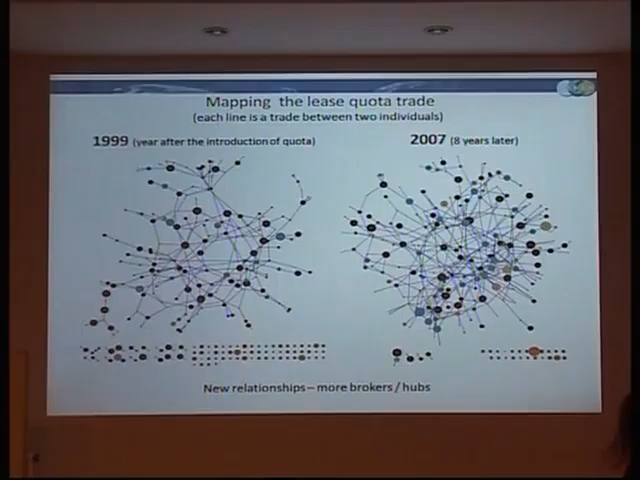 Mapping the lease quota trade
(each line is a trade between two individuals)
1999 (year after the introduction of quota)
2007 (8 years later)
New relationships – more brokers / hubs